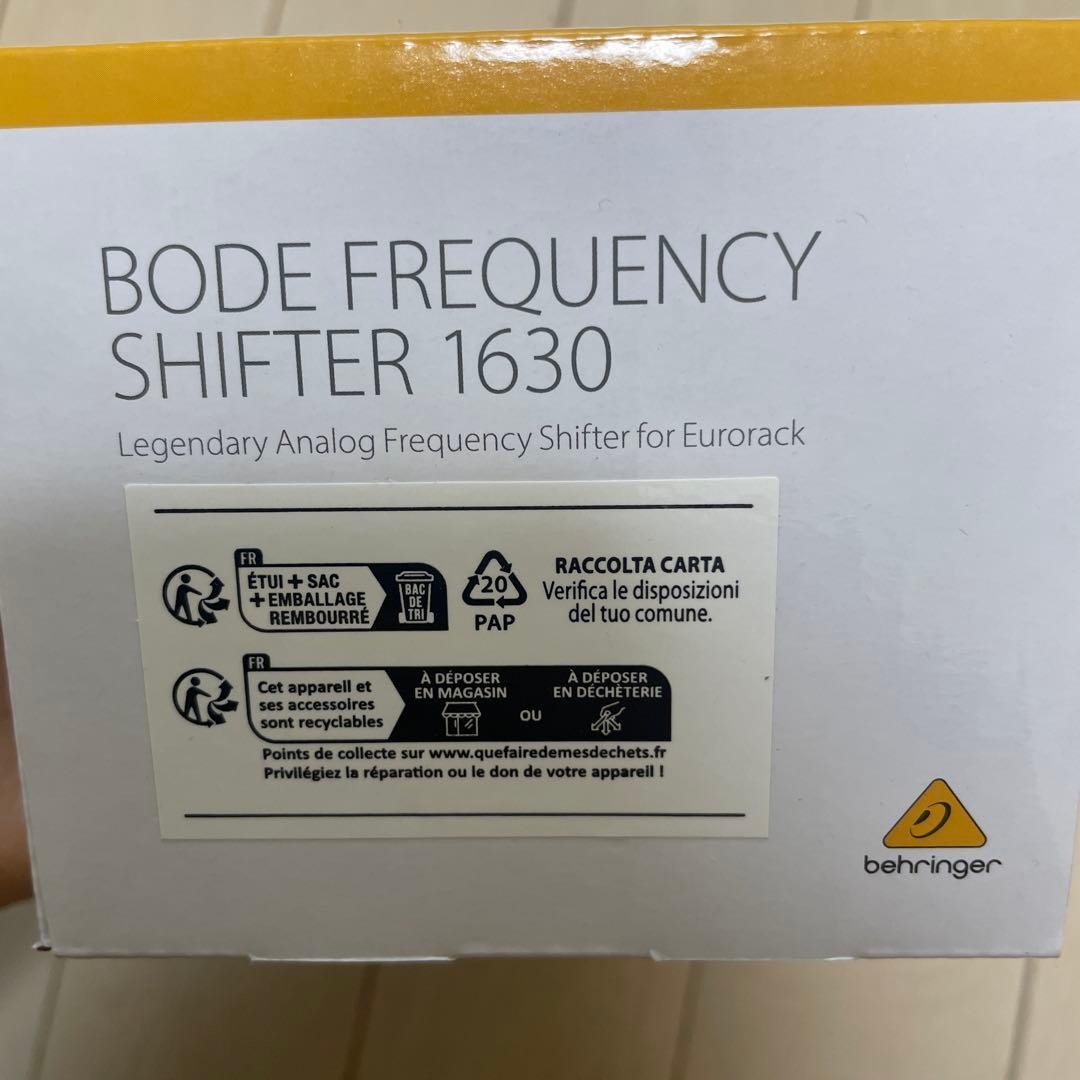 BODE FREQUENCY
SHIFTER 1630
Legendary Analog Frequency Shifter for Eurorack
FR
ÉTUI + SAC
+ EMBALLAGE
REMBOURRÉ
BAC
DE
TRI
20
PAP
RACCOLTA CARTA
Verifica le disposizioni
del tuo comune.
FR
Cet appareil et
ses accessoires
sont recyclables
À DÉPOSER
EN MAGASIN
OU
À DÉPOSER
EN DÉCHÈTERIE
Points de collecte sur www.quefairedemesdechets.fr
Privilégiez la réparation ou le don de votre appareil !
behringer